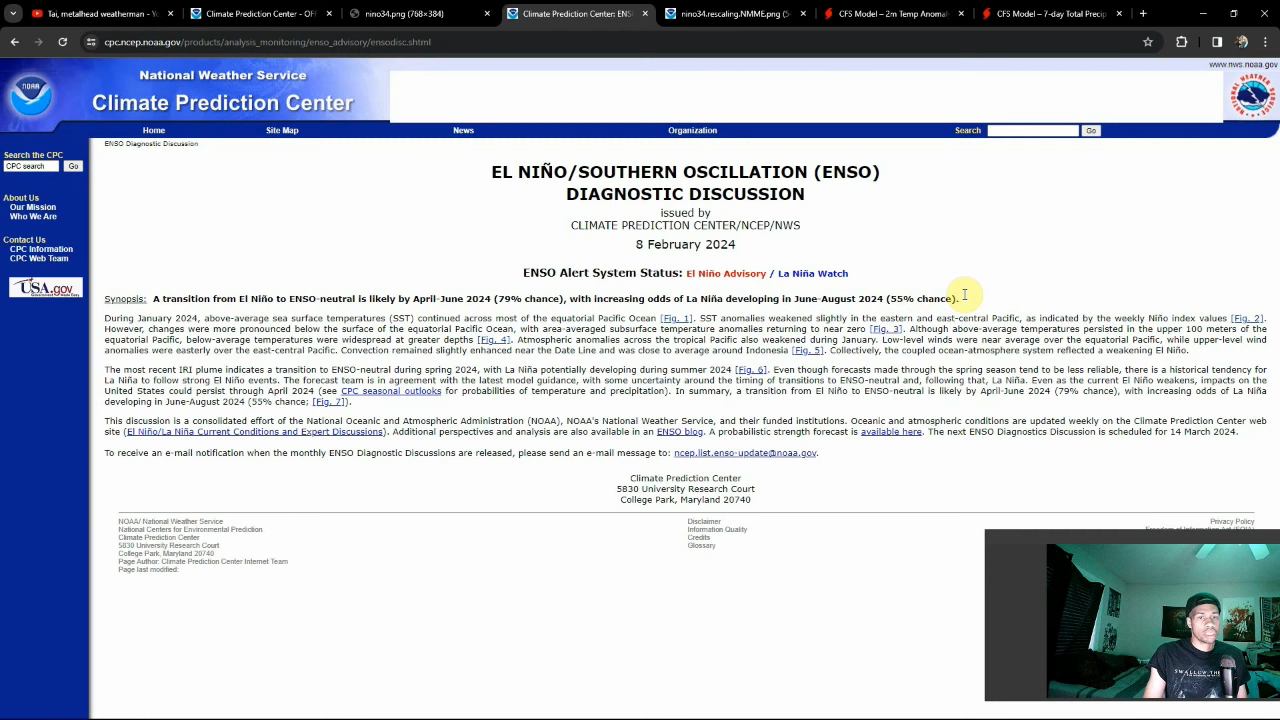 Tai, metalhead weatherman - Yo
Climate Prediction Center - OFF
nino34.png (768×384)
Climate Prediction Center: ENS
nino34.rescaling.NMME.png (5
CFS Model – 2m Temp Anomal
CFS Model – 7-day Total Precip
cpc.ncep.noaa.gov/products/analysis_monitoring/enso_advisory/ensodisc.shtml
www.nws.noaa.gov
NOAA
National Weather Service
Climate Prediction Center
Home Site Map News Organization Search Go
Search the CPC
CPC search Go
About Us
Our Mission
Who We Are
Contact Us
CPC Information
CPC Web Team
USA.gov
ENSO Diagnostic Discussion
EL NIÑO/SOUTHERN OSCILLATION (ENSO)
DIAGNOSTIC DISCUSSION
issued by
CLIMATE PREDICTION CENTER/NCEP/NWS
8 February 2024
ENSO Alert System Status: El Niño Advisory / La Niña Watch
Synopsis: A transition from El Niño to ENSO-neutral is likely by April-June 2024 (79% chance), with increasing odds of La Niña developing in June-August 2024 (55% chance).
During January 2024, above-average sea surface temperatures (SST) continued across most of the equatorial Pacific Ocean [Fig. 1]. SST anomalies weakened slightly in the eastern and east-central Pacific, as indicated by the weekly Niño index values [Fig. 2].
However, changes were more pronounced below the surface of the equatorial Pacific Ocean, with area-averaged subsurface temperature anomalies returning to near zero [Fig. 3]. Although above-average temperatures persisted in the upper 100 meters of the
equatorial Pacific, below-average temperatures were widespread at greater depths [Fig. 4]. Atmospheric anomalies across the tropical Pacific also weakened during January. Low-level winds were near average over the equatorial Pacific, while upper-level wind
anomalies were easterly over the east-central Pacific. Convection remained slightly enhanced near the Date Line and was close to average around Indonesia [Fig. 5]. Collectively, the coupled ocean-atmosphere system reflected a weakening El Niño.
The most recent IRI plume indicates a transition to ENSO-neutral during spring 2024, with La Niña potentially developing during summer 2024 [Fig. 6]. Even though forecasts made through the spring season tend to be less reliable, there is a historical tendency for
La Niña to follow strong El Niño events. The forecast team is in agreement with the latest model guidance, with some uncertainty around the timing of transitions to ENSO-neutral and, following that, La Niña. Even as the current El Niño weakens, impacts on the
United States could persist through April 2024 (see CPC seasonal outlooks for probabilities of temperature and precipitation). In summary, a transition from El Niño to ENSO-neutral is likely by April-June 2024 (79% chance), with increasing odds of La Niña
developing in June-August 2024 (55% chance; [Fig. 7]).
This discussion is a consolidated effort of the National Oceanic and Atmospheric Administration (NOAA), NOAA's National Weather Service, and their funded institutions. Oceanic and atmospheric conditions are updated weekly on the Climate Prediction Center web
site (El Niño/La Niña Current Conditions and Expert Discussions). Additional perspectives and analysis are also available in an ENSO blog. A probabilistic strength forecast is available here. The next ENSO Diagnostics Discussion is scheduled for 14 March 2024.
To receive an e-mail notification when the monthly ENSO Diagnostic Discussions are released, please send an e-mail message to: ncep.list.enso-update@noaa.gov.
Climate Prediction Center
5830 University Research Court
College Park, Maryland 20740
NOAA/ National Weather Service
National Centers for Environmental Prediction
Climate Prediction Center
5830 University Research Court
College Park, Maryland 20740
Page Author: Climate Prediction Center Internet Team
Page last modified:
Disclaimer
Information Quality
Credits
Glossary
Privacy Policy
SWALLOW THE